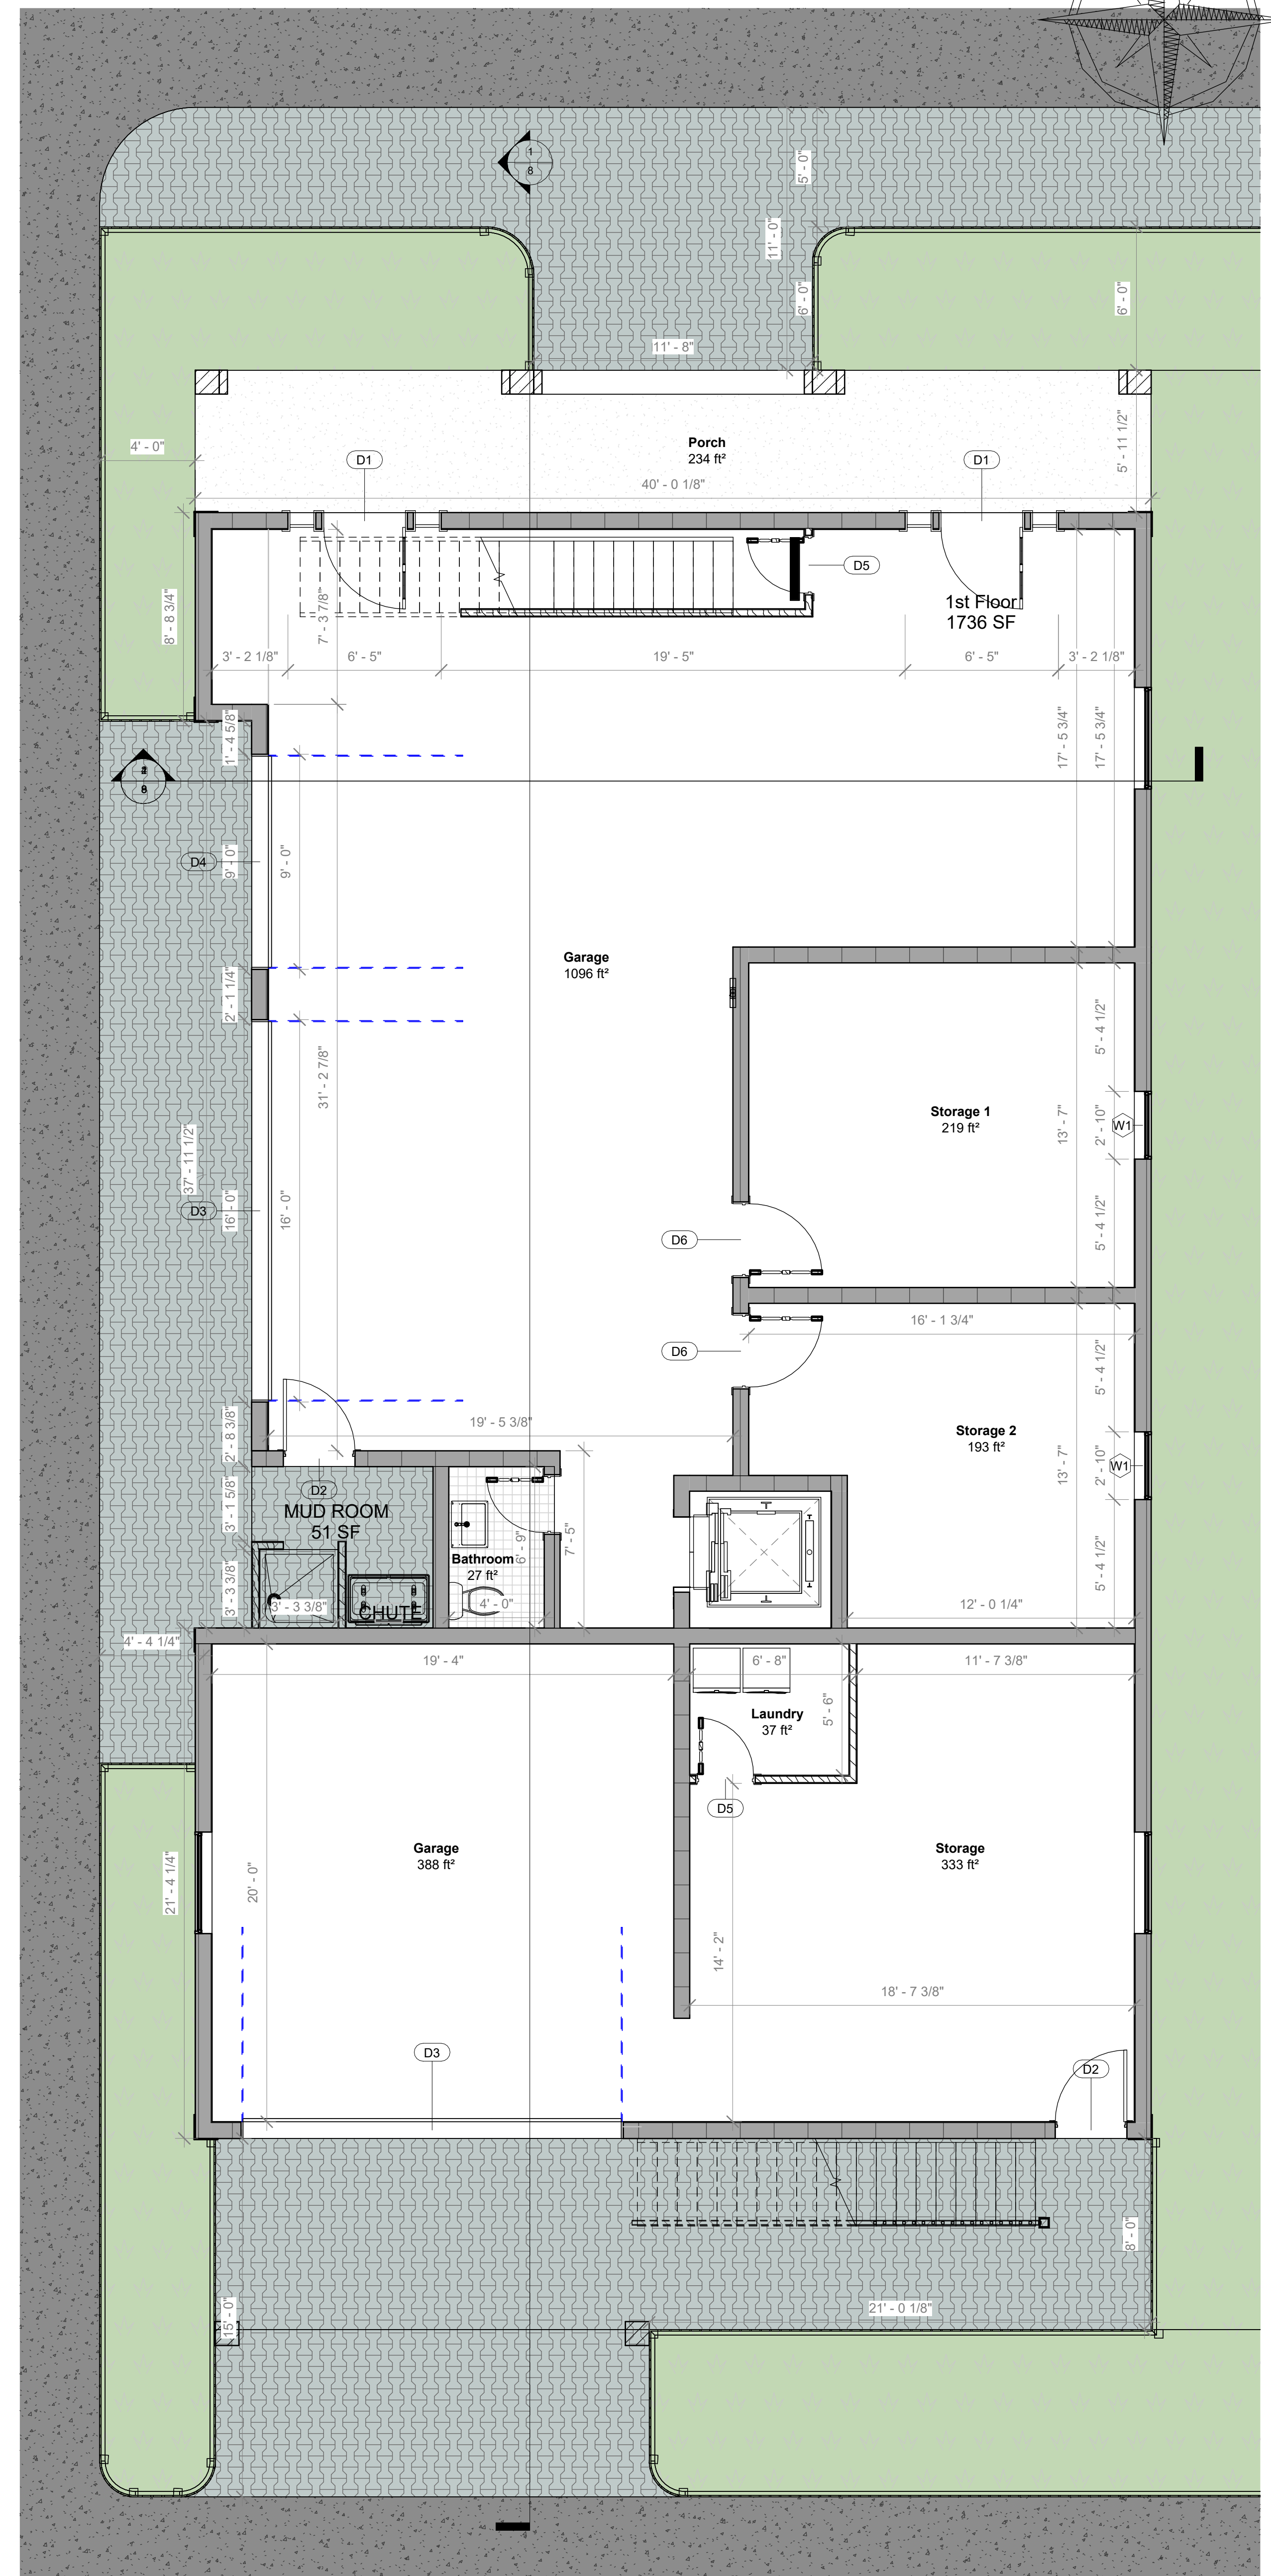 1
8
5' - 0"
11' - 0"
6' - 0"
6' - 0"
11' - 8"
4' - 0"
Porch
234 ft²
5' - 11 1/2"
D1
D1
40' - 0 1/8"
D5
8' - 8 3/4"
7' - 3 7/8"
1st Floor
1736 SF
3' - 2 1/8"
6' - 5"
19' - 5"
6' - 5"
3' - 2 1/8"
1' - 4 5/8"
17' - 5 3/4"
17' - 5 3/4"
8
D4
9' - 0"
9' - 0"
Garage
1096 ft²
2' - 1 1/4"
31' - 2 7/8"
5' - 4 1/2"
Storage 1
219 ft²
13' - 7"
2' - 10"
W1
37' - 11 1/2"
D3
16' - 0"
16' - 0"
5' - 4 1/2"
D6
16' - 1 3/4"
D6
5' - 4 1/2"
19' - 5 3/8"
2' - 8 3/8"
Storage 2
193 ft²
13' - 7"
2' - 10"
W1
D2
MUD ROOM
51 SF
3' - 1 5/8"
6' - 9"
7' - 5"
Bathroom
27 ft²
5' - 4 1/2"
3' - 3 3/8"
3' - 3 3/8"
CHUTE
4' - 0"
12' - 0 1/4"
4' - 4 1/4"
19' - 4"
6' - 8"
11' - 7 3/8"
Laundry
37 ft²
5' - 6"
D5
Garage
388 ft²
Storage
333 ft²
21' - 4 1/4"
20' - 0"
14' - 2"
18' - 7 3/8"
D3
D2
8' - 0"
15' - 0"
21' - 0 1/8"